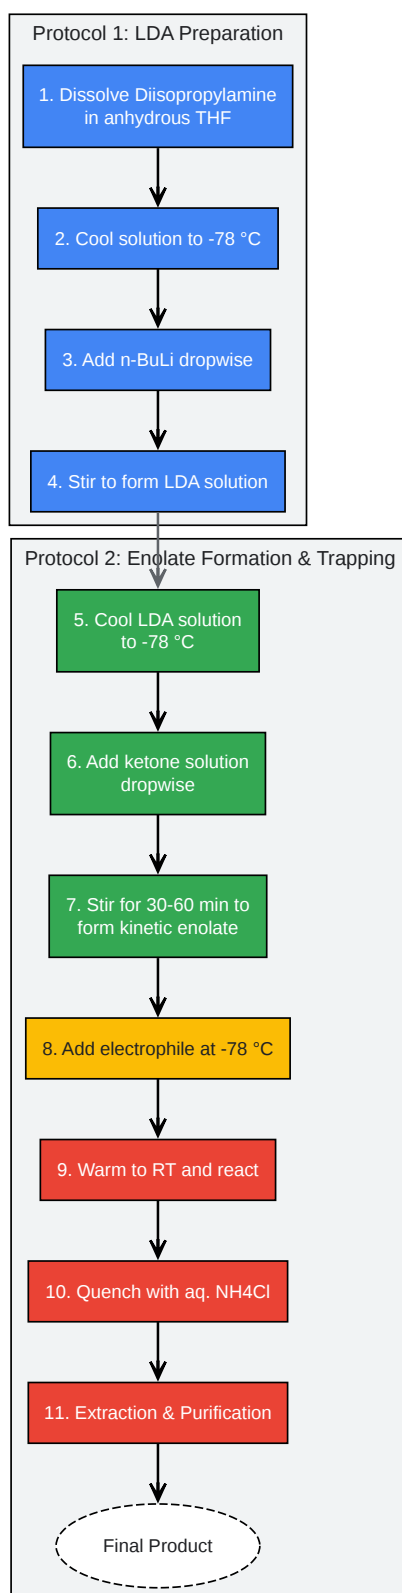 Protocol 1: LDA Preparation
1. Dissolve Diisopropylamine
in anhydrous THF
2. Cool solution to -78 °C
3. Add n-BuLi dropwise
4. Stir to form LDA solution
Protocol 2: Enolate Formation & Trapping
5. Cool LDA solution
to -78 °C
6. Add ketone solution
dropwise
7. Stir for 30-60 min to
form kinetic enolate
8. Add electrophile at -78 °C
9. Warm to RT and react
10. Quench with aq. NH4Cl
11. Extraction & Purification
Final Product